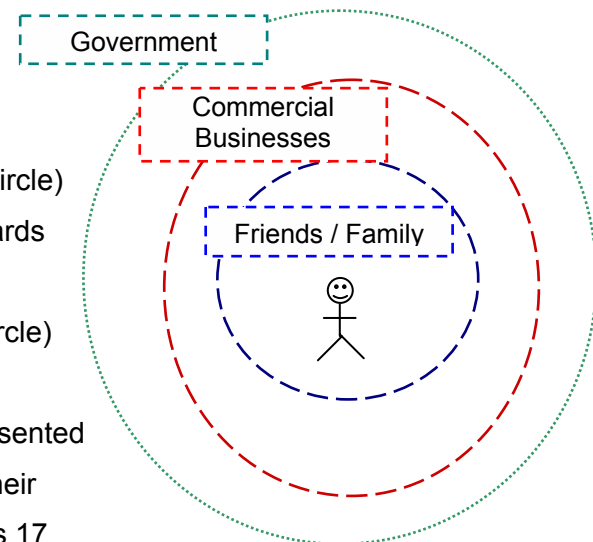 Government
Commercial
Businesses
ircle)
ards
Friends / Family
rcle)
sented
heir
s 17